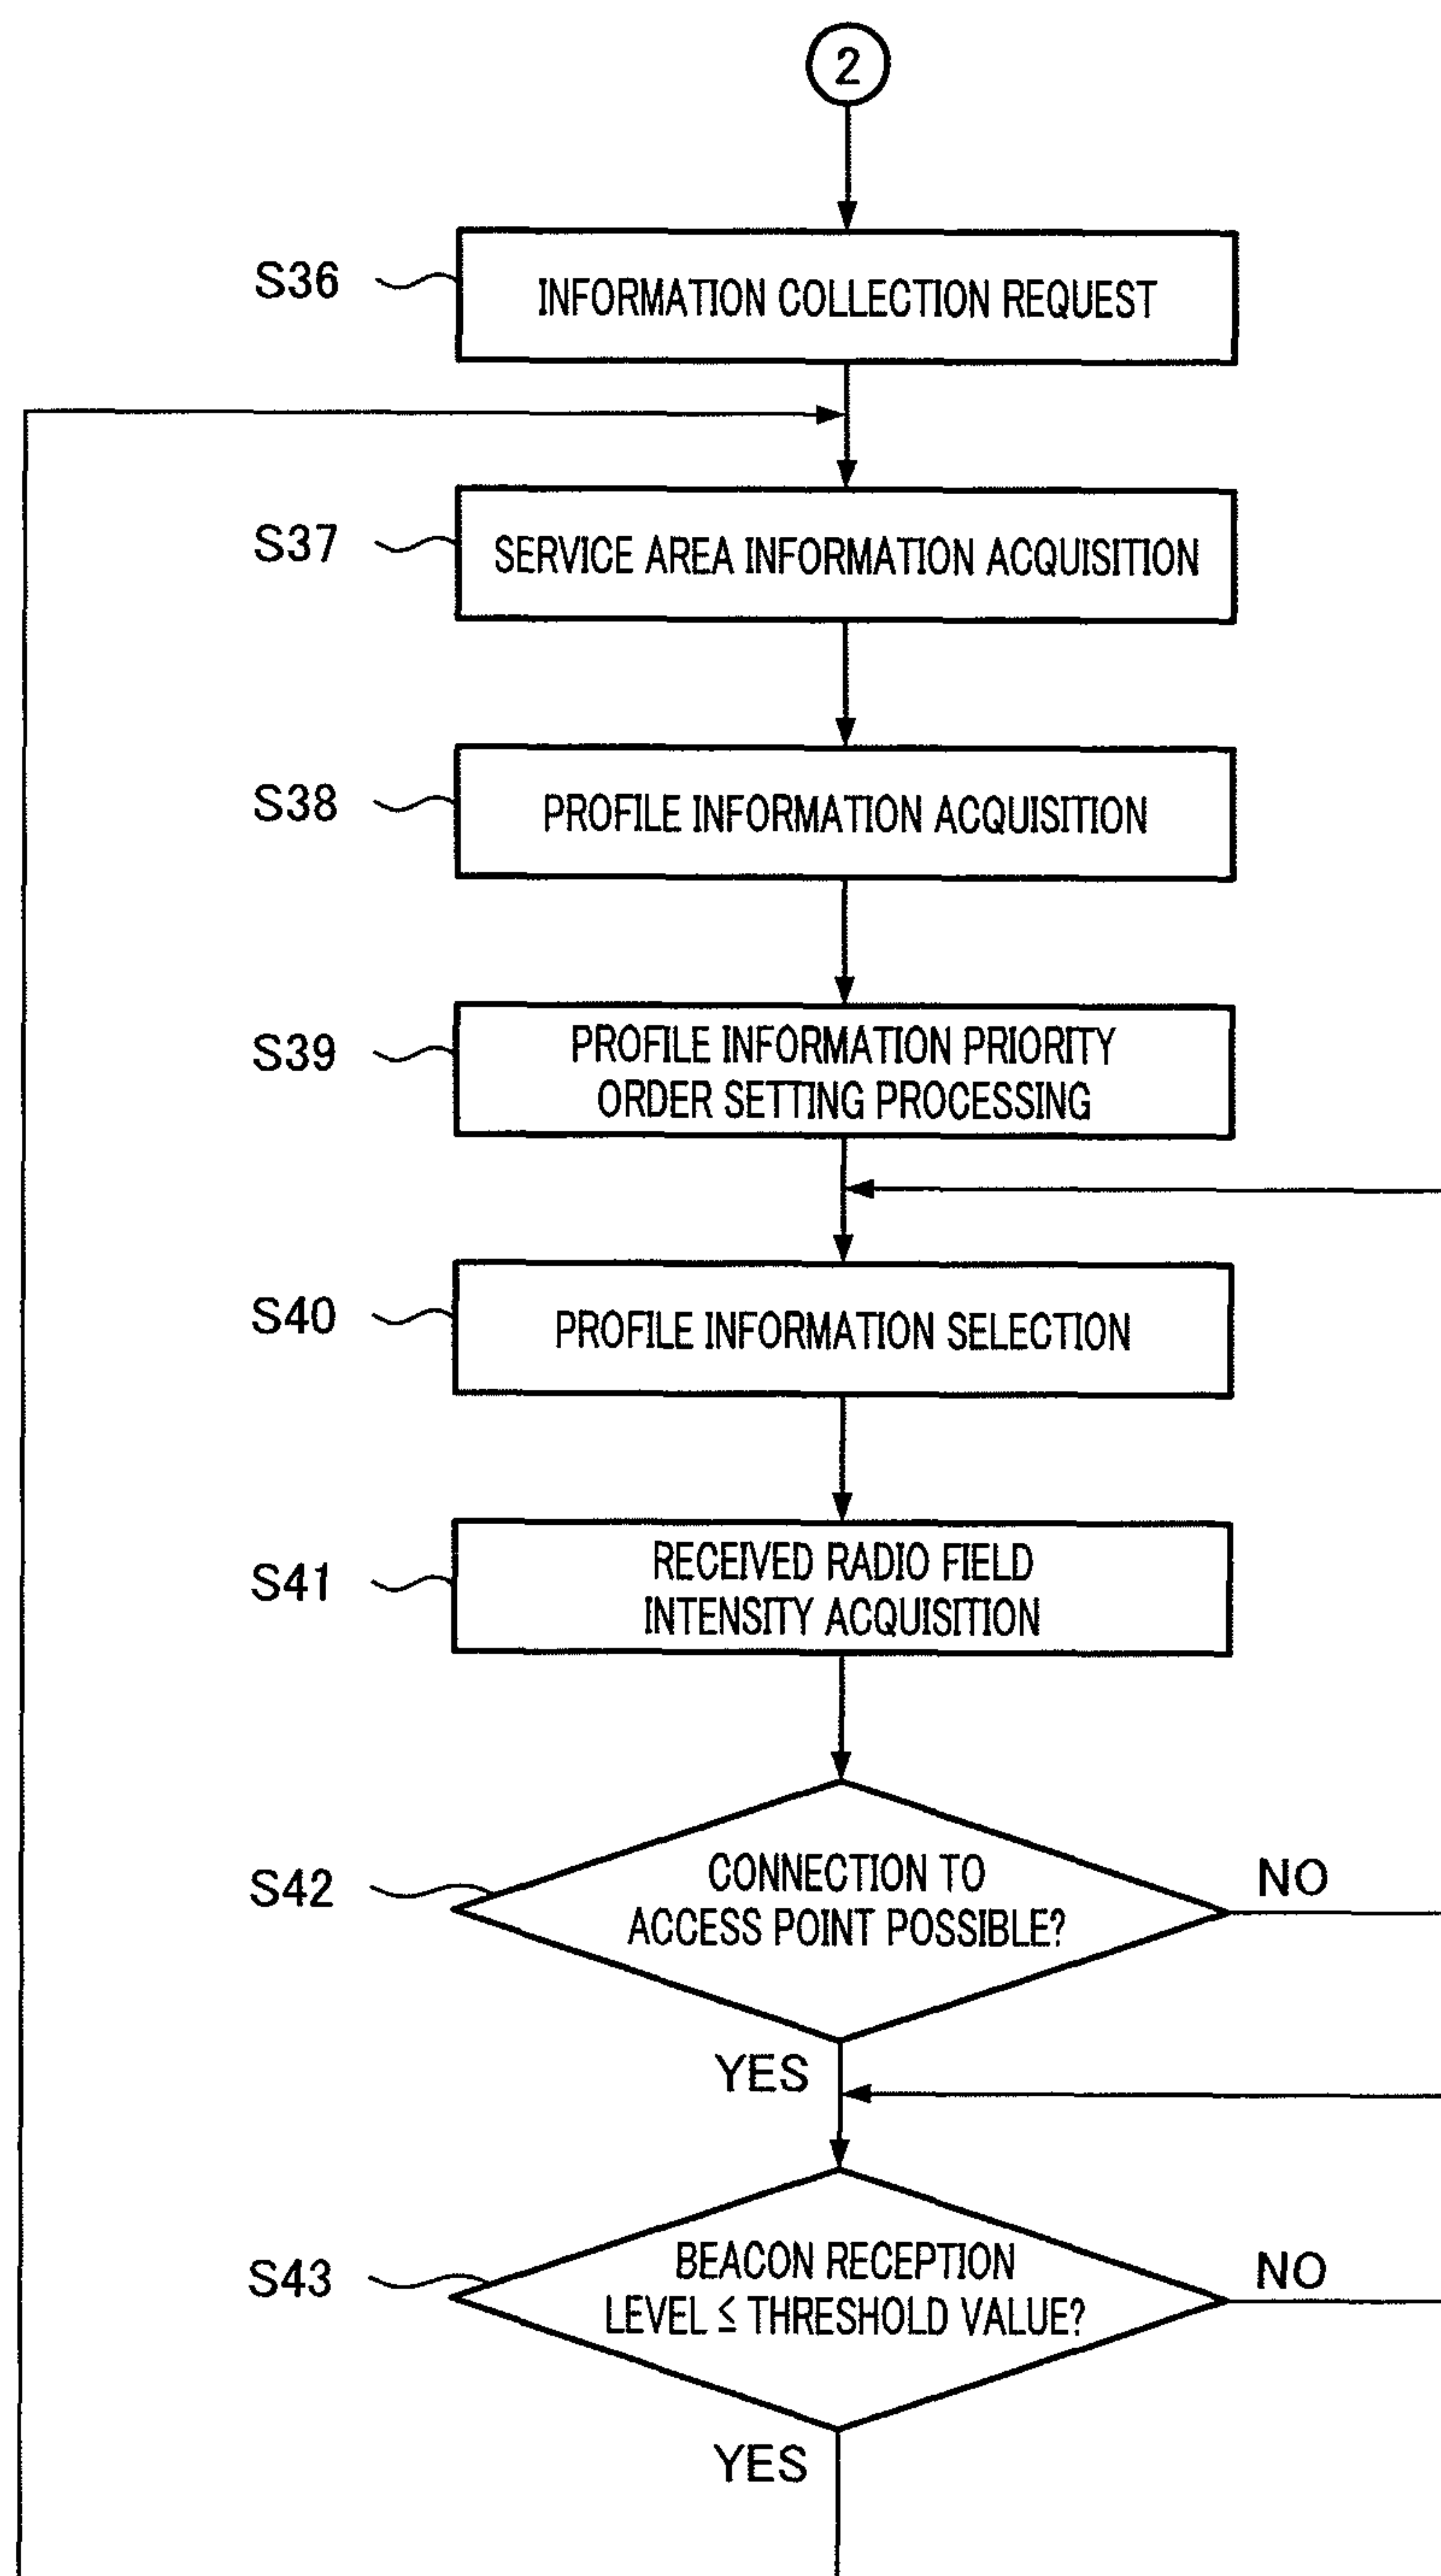 2
S36
INFORMATION COLLECTION REQUEST
S37
SERVICE AREA INFORMATION ACQUISITION
S38
PROFILE INFORMATION ACQUISITION
S39
PROFILE INFORMATION PRIORITY
ORDER SETTING PROCESSING
S40
PROFILE INFORMATION SELECTION
S41
RECEIVED RADIO FIELD
INTENSITY ACQUISITION
S42
CONNECTION TO
ACCESS POINT POSSIBLE?
NO
YES
S43
BEACON RECEPTION
LEVEL ≤ THRESHOLD VALUE?
NO
YES